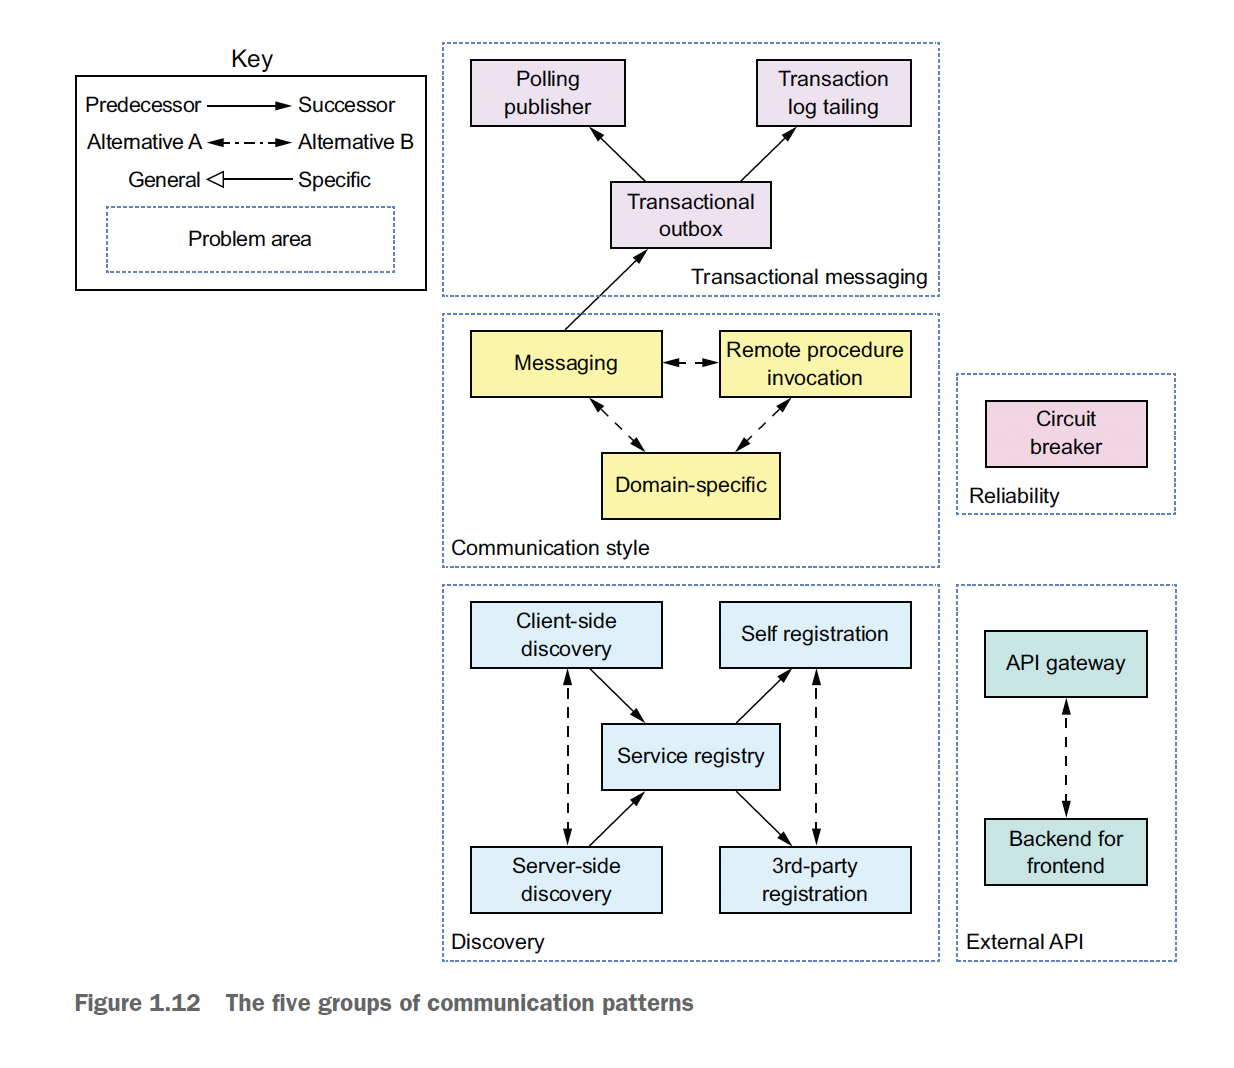 Key
Predecessor Successor
Alternative A Alternative B
General Specific
Problem area
Polling
publisher
Transaction
log tailing
Transactional
outbox
Transactional messaging
Messaging
Remote procedure
invocation
Domain-specific
Communication style
Circuit
breaker
Reliability
Client-side
discovery
Self registration
Service registry
Server-side
discovery
3rd-party
registration
Discovery
API gateway
Backend for
frontend
External API
Figure 1.12 The five groups of communication patterns